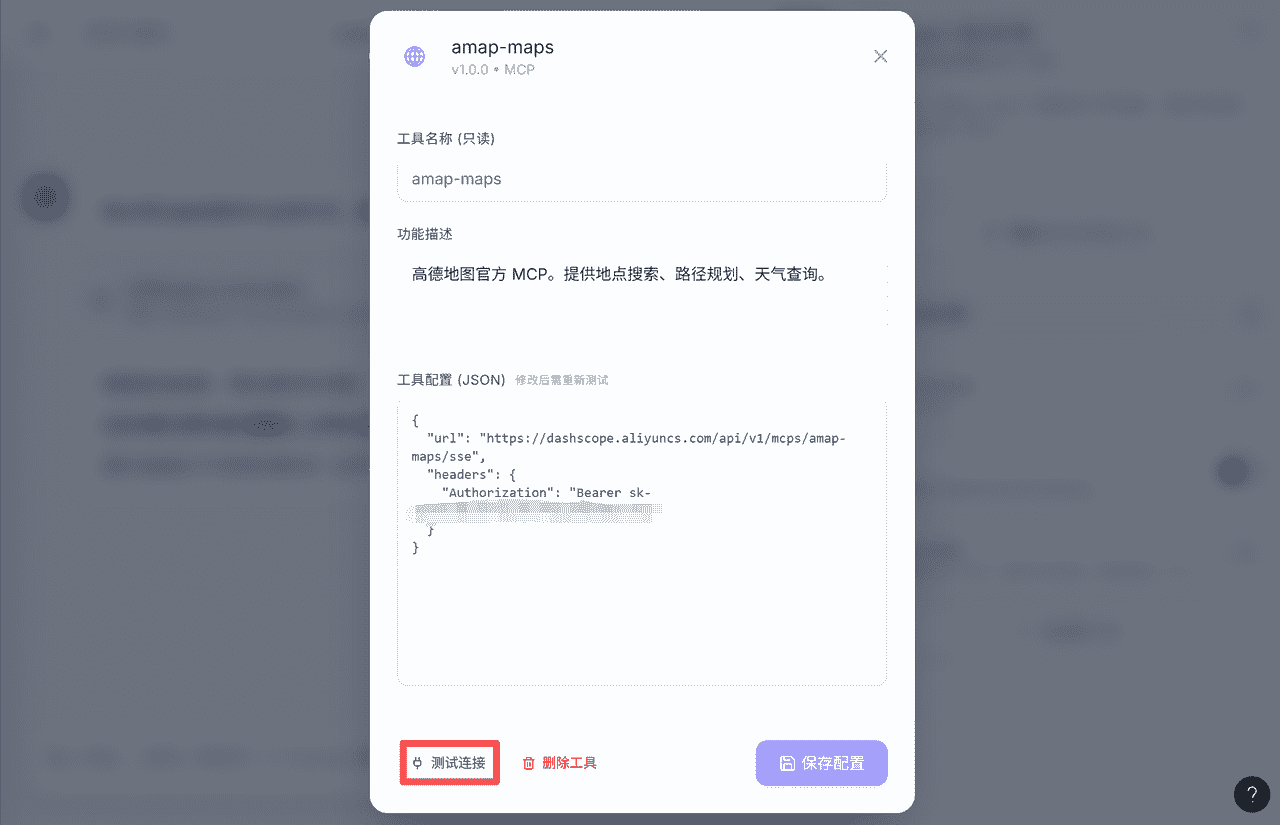 amap-maps
v1.0.0 • MCP
工具名称 (只读)
amap-maps
功能描述
高德地图官方 MCP。提供地点搜索、路径规划、天气查询。
工具配置 (JSON) 修改后需重新测试
{
"url": "https://dashscope.aliyuncs.com/api/v1/mcps/amap-
maps/sse",
"headers": {
"Authorization": "Bearer sk-
}
}
测试连接 删除工具 保存配置
?